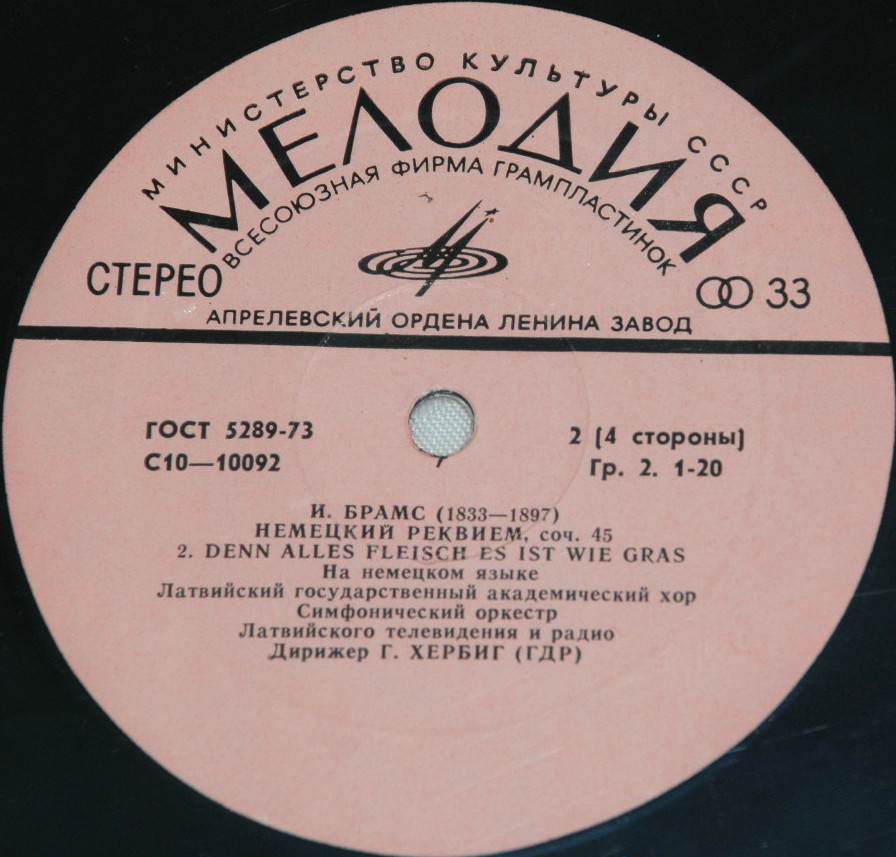 МИНИСТЕРСТВО КУЛЬТУРЫ СССР
МЕЛОДИЯ
ВСЕСОЮЗНАЯ ФИРМА ГРАМПЛАСТИНОК
СТЕРЕО
33
АПРЕЛЕВСКИЙ ОРДЕНА ЛЕНИНА ЗАВОД
ГОСТ 5289-73
2 (4 стороны)
С10—10092
Гр. 2. 1-20
И. БРАМС (1833—1897)
НЕМЕЦКИЙ РЕКВИЕМ, соч. 45
2. DENN ALLES FLEISCH ES IST WIE GRAS
На немецком языке
Латвийский государственный академический хор
Симфонический оркестр
Латвийского телевидения и радио
Дирижер Г. ХЕРБИГ (ГДР)